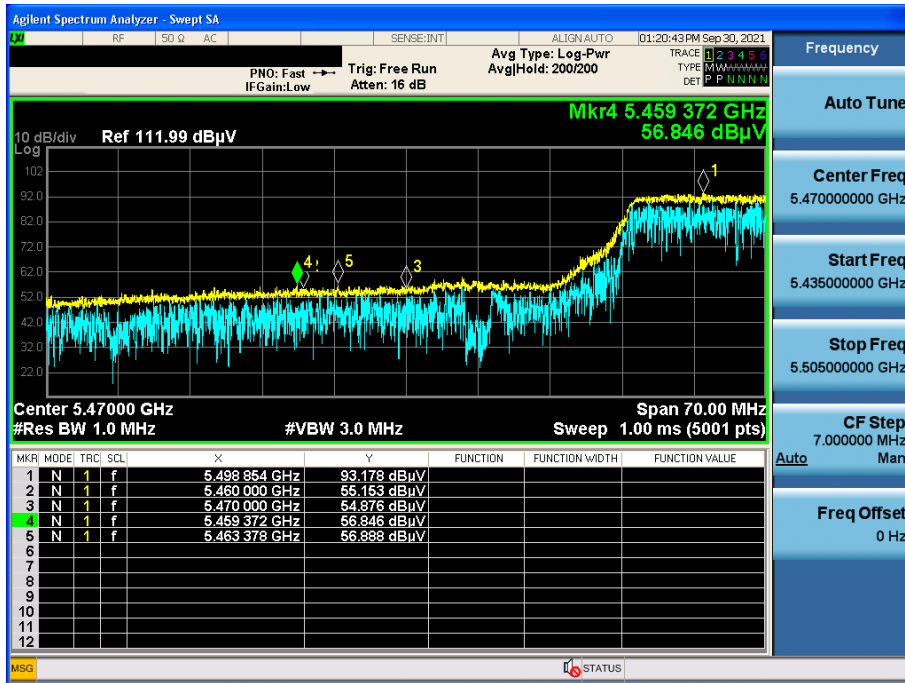 Agilent Spectrum Analyzer - Swept SA
LXI RF 50 Ω AC SENSE:INT ALIGN AUTO 01:20:43 PM Sep 30, 2021
PNO: Fast
IFGain:Low
Trig: Free Run
Atten: 16 dB
Avg Type: Log-Pwr
Avg|Hold: 200/200
TRACE 1 2 3 4 5 6
TYPE MWWWWW
DET P P N N N N
Mkr4 5.459 372 GHz
56.846 dBµV
10 dB/div Ref 111.99 dBµV
Log
102
92.0
82.0
72.0
62.0
52.0
42.0
32.0
22.0
1
4
5
3
Center 5.47000 GHz Span 70.00 MHz
#Res BW 1.0 MHz #VBW 3.0 MHz Sweep 1.00 ms (5001 pts)
MKR MODE TRC SCL X Y FUNCTION FUNCTION WIDTH FUNCTION VALUE
1 N 1 f 5.498 854 GHz 93.178 dBµV
2 N 1 f 5.460 000 GHz 55.153 dBµV
3 N 1 f 5.470 000 GHz 54.876 dBµV
4 N 1 f 5.459 372 GHz 56.846 dBµV
5 N 1 f 5.463 378 GHz 56.888 dBµV
6
7
8
9
10
11
12
MSG STATUS
Frequency
Auto Tune
Center Freq
5.470000000 GHz
Start Freq
5.435000000 GHz
Stop Freq
5.505000000 GHz
CF Step
7.000000 MHz
Auto Man
Freq Offset
0 Hz